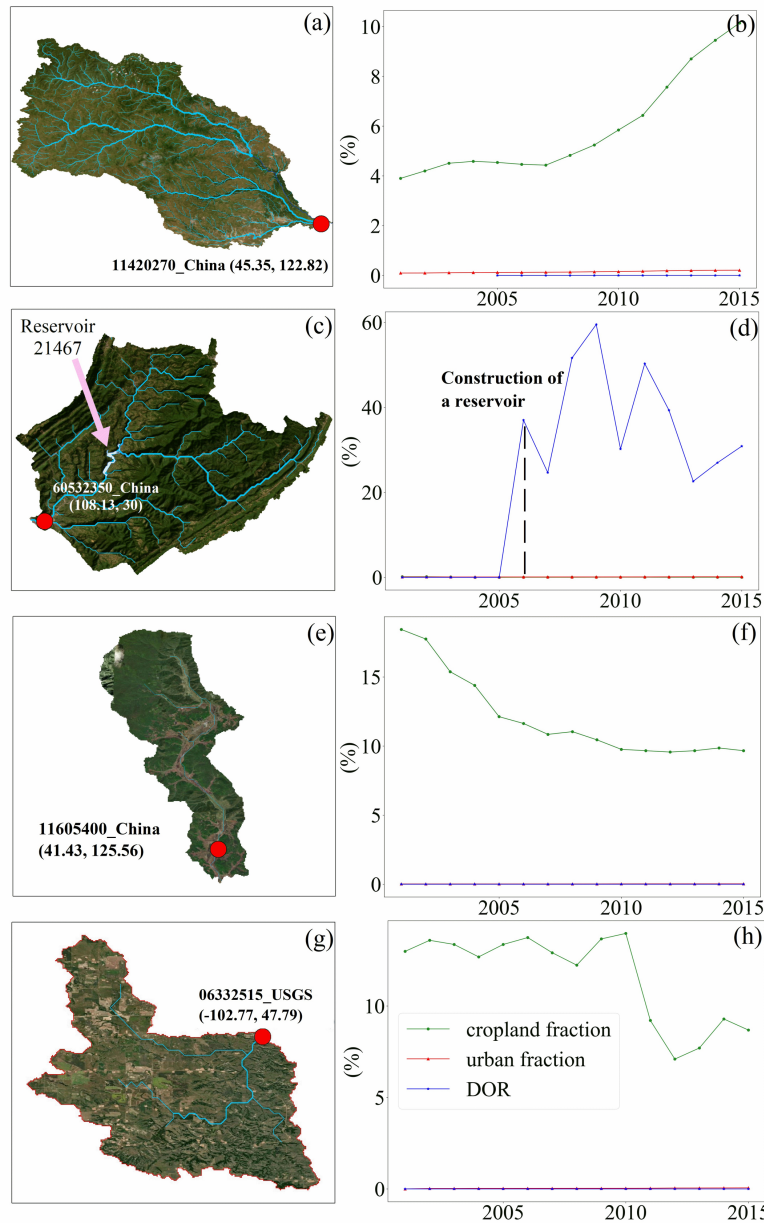 (a)
11420270_China (45.35, 122.82)
(b)
10
8
6
4
2
0
(%)
2005
2010
2015
(c)
Reservoir
21467
60532350_China
(108.13, 30)
(d)
60
40
20
0
(%)
Construction of
a reservoir
2005
2010
2015
(e)
11605400_China
(41.43, 125.56)
(f)
15
10
5
0
(%)
2005
2010
2015
(g)
06332515_USGS
(-102.77, 47.79)
(h)
10
5
0
(%)
cropland fraction
urban fraction
DOR
2005
2010
2015